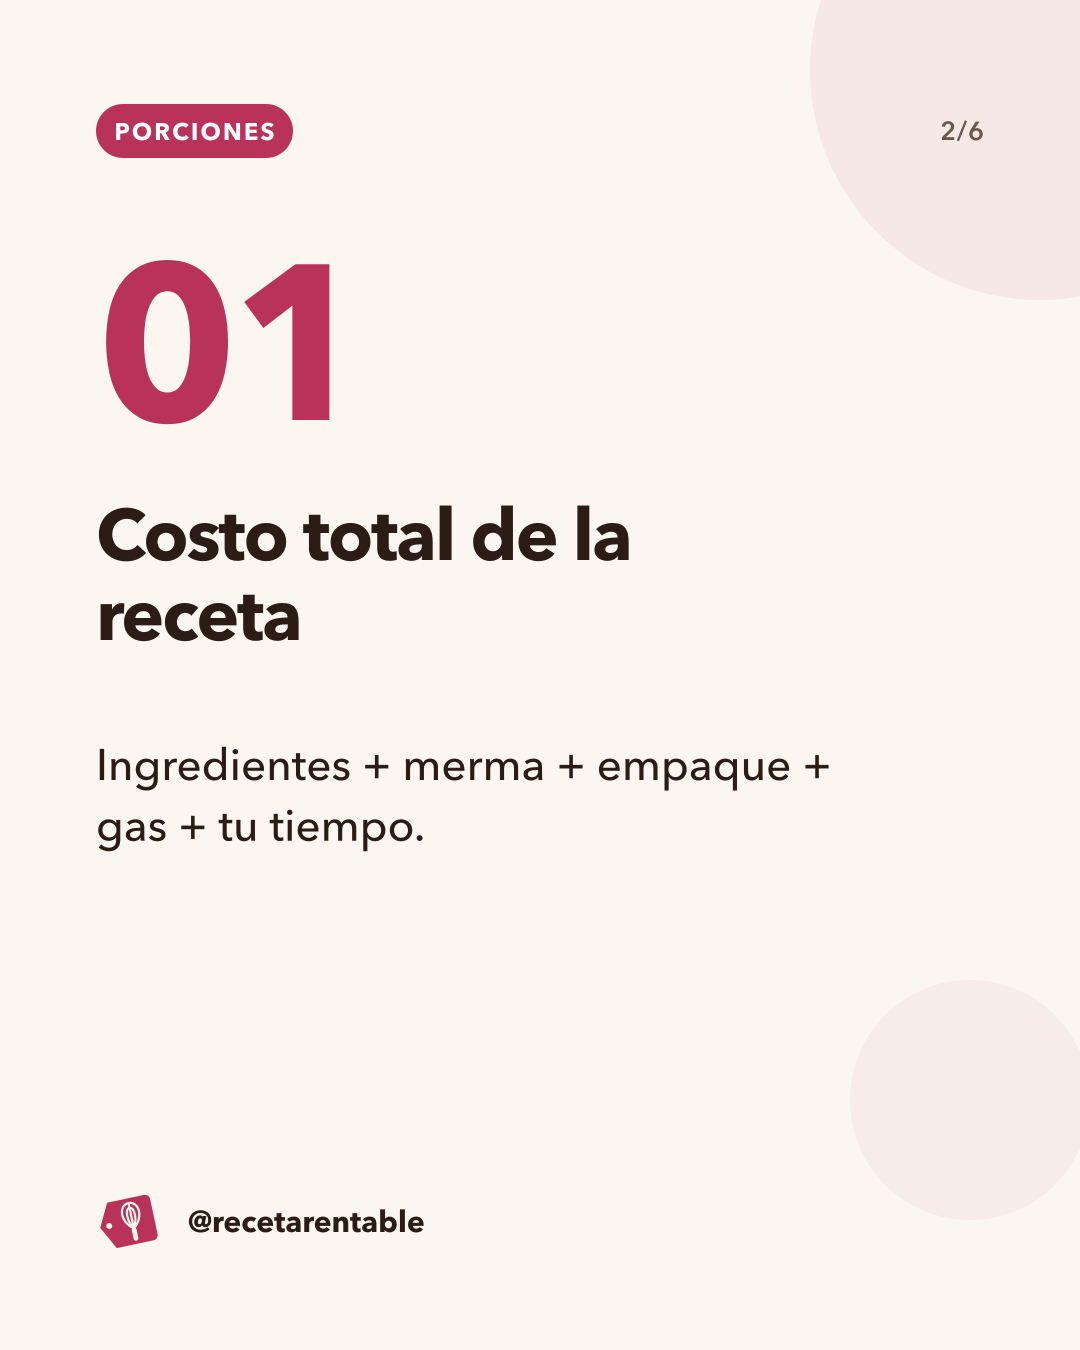 PORCIONES
2/6
01
Costo total de la
receta
Ingredientes + merma + empaque +
gas + tu tiempo.
@recetarentable